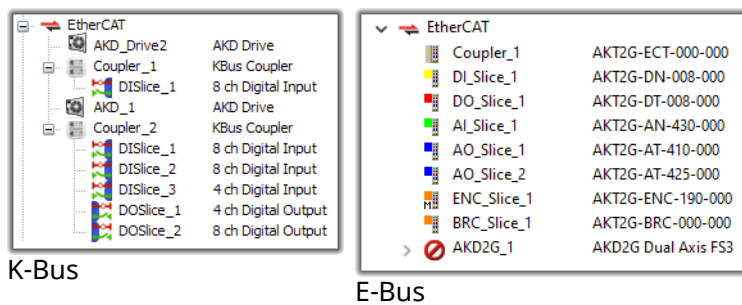 EtherCAT
AKD_Drive2 AKD Drive
Coupler_1 KBus Coupler
DISlice_1 8 ch Digital Input
AKD_1 AKD Drive
Coupler_2 KBus Coupler
DISlice_1 8 ch Digital Input
DISlice_2 8 ch Digital Input
DISlice_3 4 ch Digital Input
DOSlice_1 4 ch Digital Output
DOSlice_2 8 ch Digital Output
K-Bus
EtherCAT
Coupler_1 AKT2G-ECT-000-000
DI_Slice_1 AKT2G-DN-008-000
DO_Slice_1 AKT2G-DT-008-000
AI_Slice_1 AKT2G-AN-430-000
AO_Slice_1 AKT2G-AT-410-000
AO_Slice_2 AKT2G-AT-425-000
M ENC_Slice_1 AKT2G-ENC-190-000
BRC_Slice_1 AKT2G-BRC-000-000
AKD2G_1 AKD2G Dual Axis FS3
E-Bus